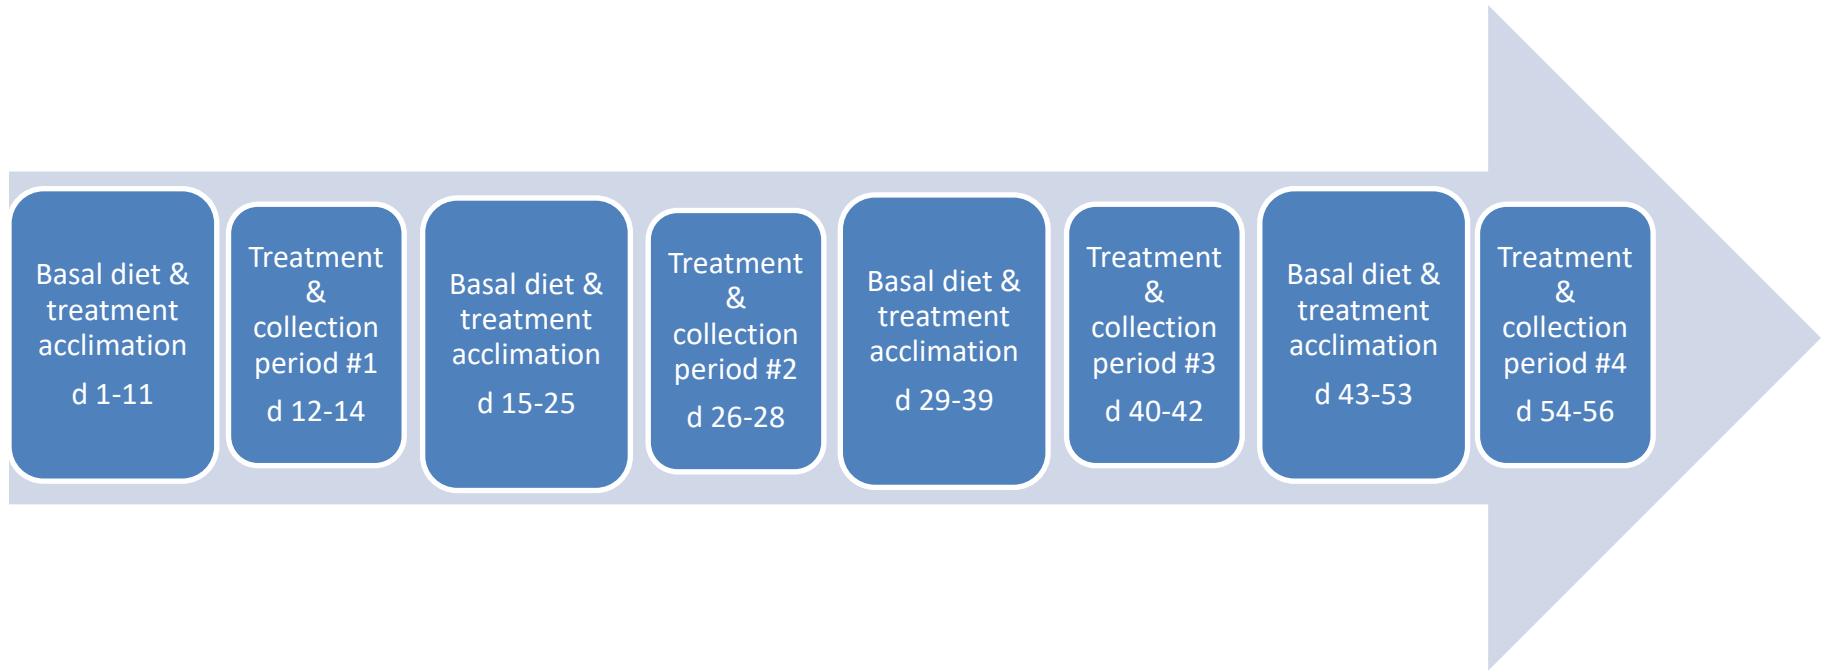 Basal diet &
treatment
acclimation
d 1-11
Treatment
&
collection
period #1
d 12-14
Basal diet &
treatment
acclimation
d 15-25
Treatment
&
collection
period #2
d 26-28
Basal diet &
treatment
acclimation
d 29-39
Treatment
&
collection
period #3
d 40-42
Basal diet &
treatment
acclimation
d 43-53
Treatment
&
collection
period #4
d 54-56